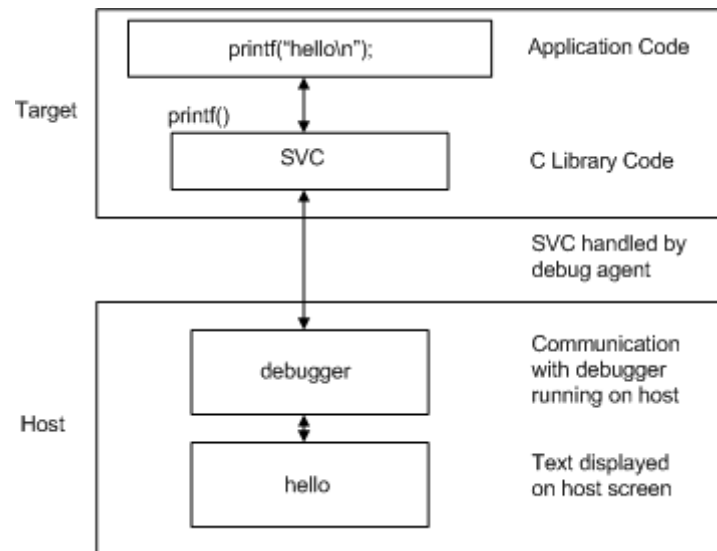 printf("hello\n");
Application Code
Target
printf()
SVC
C Library Code
SVC handled by
debug agent
debugger
Communication
with debugger
running on host
Host
hello
Text displayed
on host screen